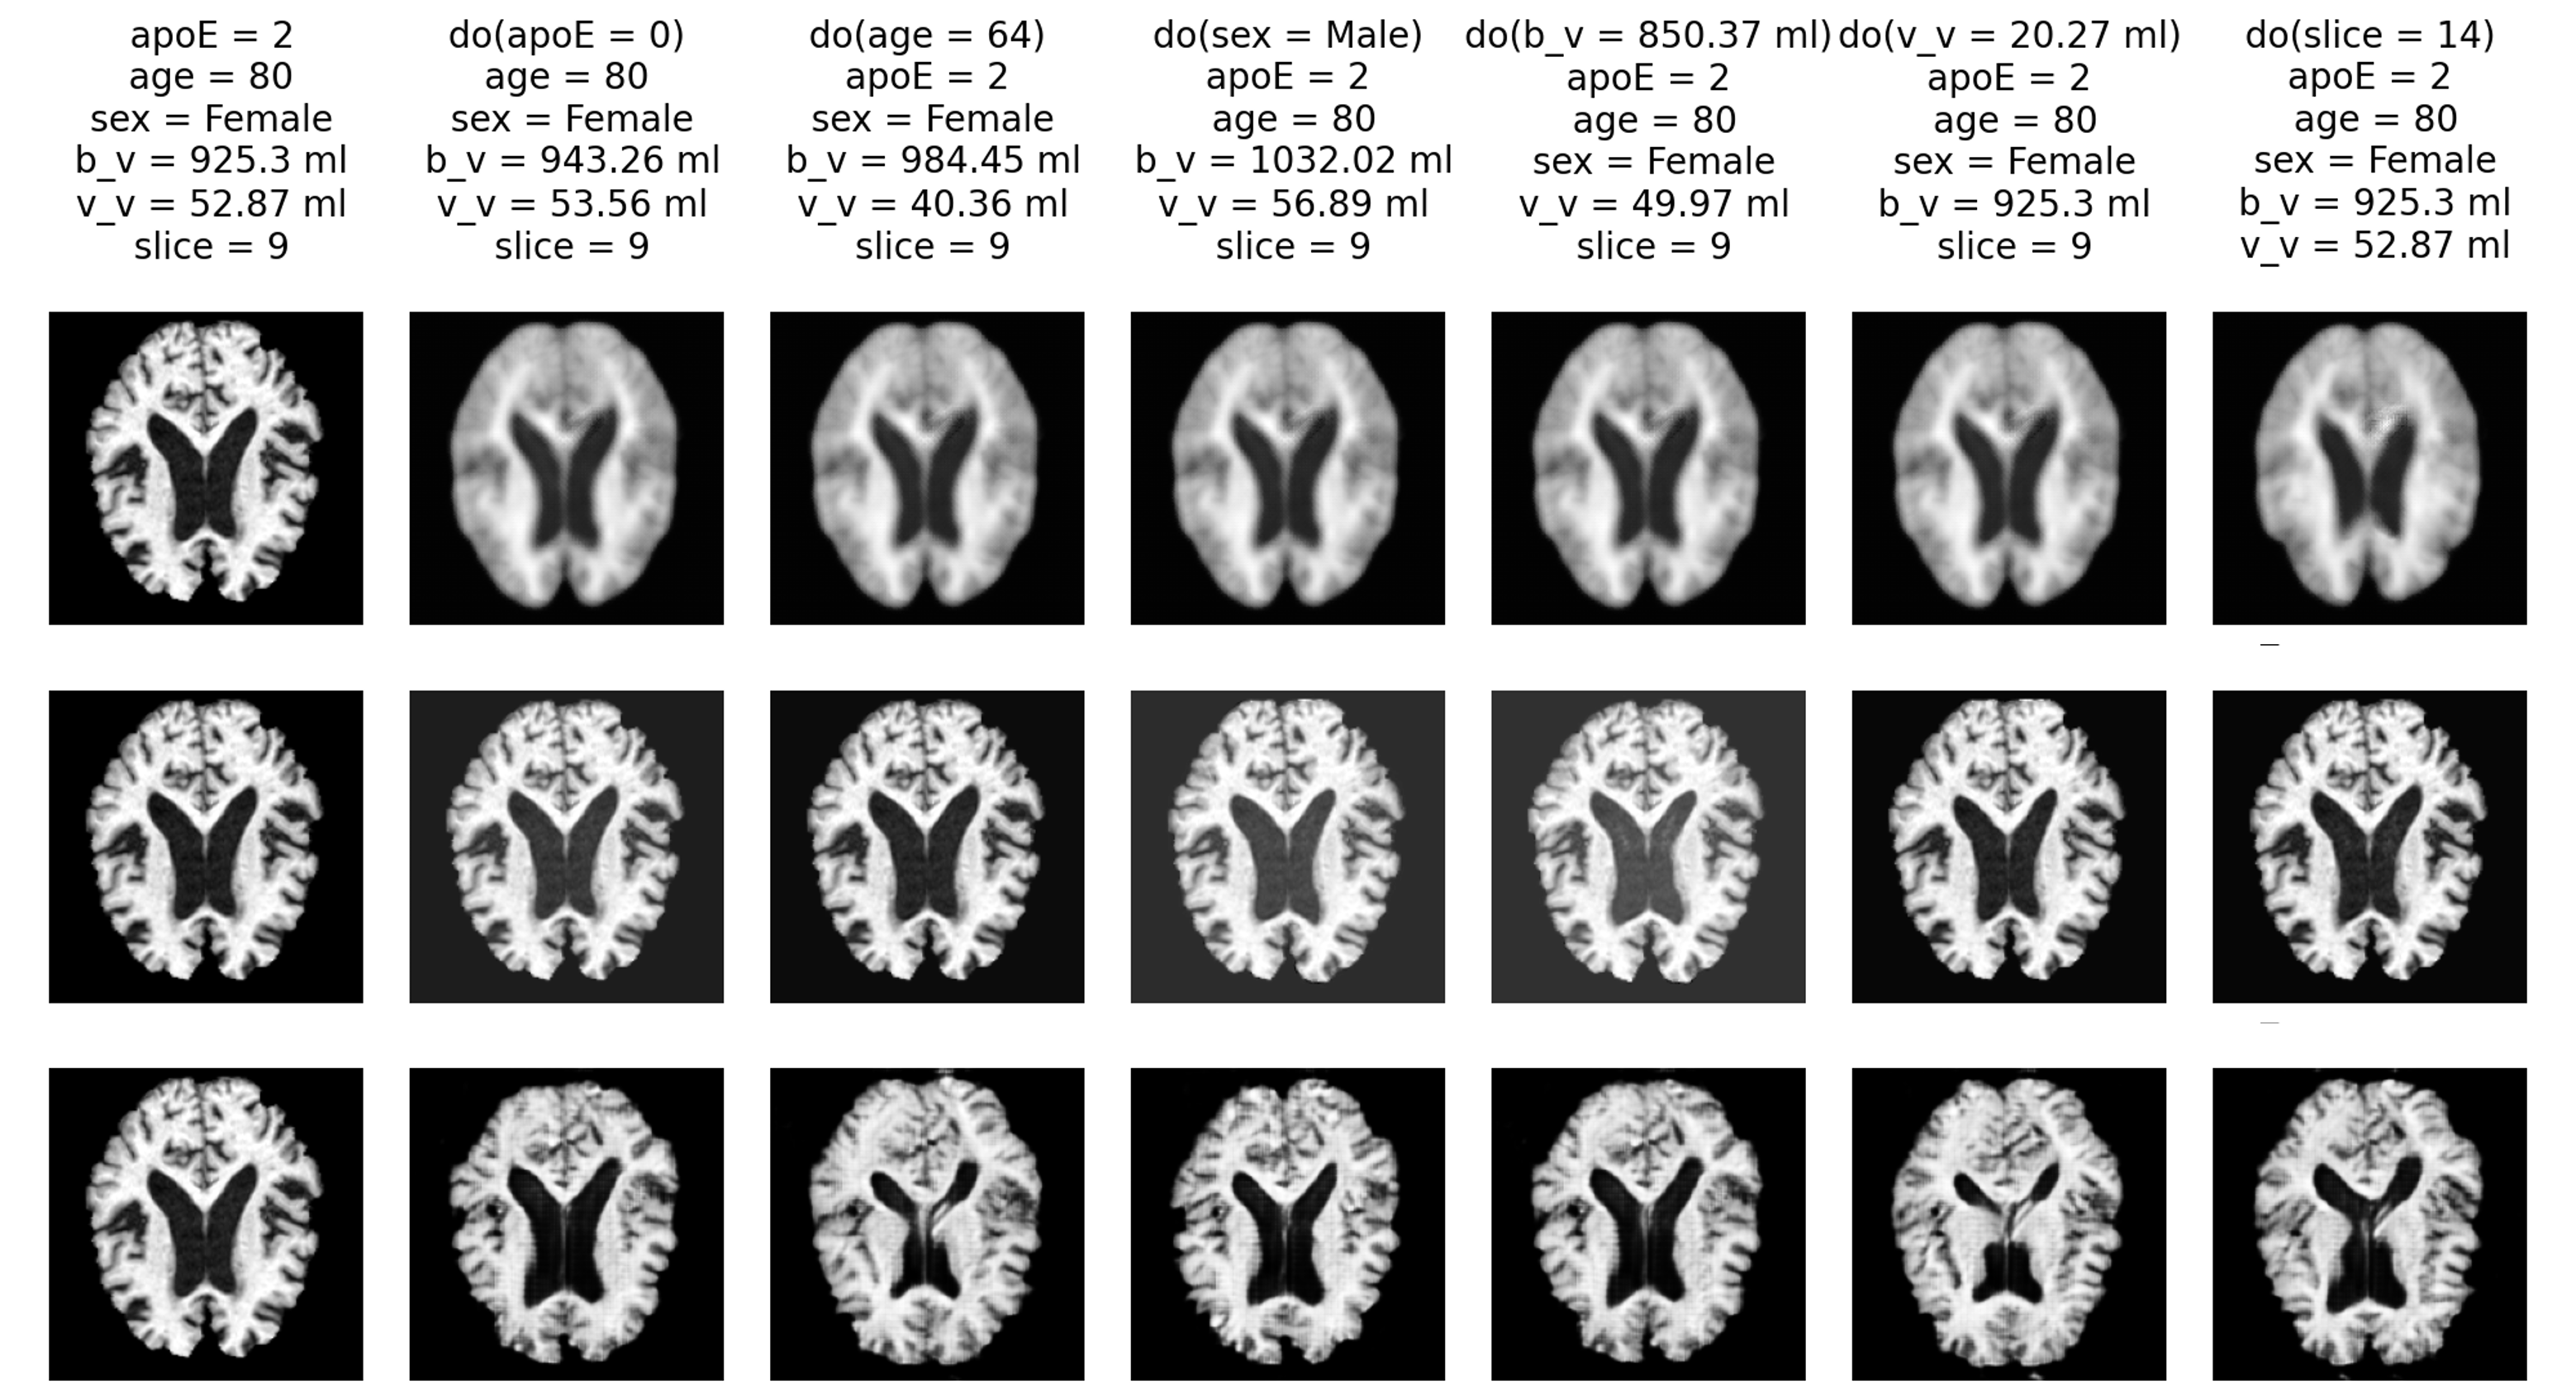 apoE = 2
age = 80
sex = Female
b_v = 925.3 ml
v_v = 52.87 ml
slice = 9
do(apoE = 0)
age = 80
sex = Female
b_v = 943.26 ml
v_v = 53.56 ml
slice = 9
do(age = 64)
apoE = 2
sex = Female
b_v = 984.45 ml
v_v = 40.36 ml
slice = 9
do(sex = Male)
apoE = 2
age = 80
b_v = 1032.02 ml
v_v = 56.89 ml
slice = 9
do(b_v = 850.37 ml)
apoE = 2
age = 80
sex = Female
v_v = 49.97 ml
slice = 9
do(v_v = 20.27 ml)
apoE = 2
age = 80
sex = Female
b_v = 925.3 ml
slice = 9
do(slice = 14)
apoE = 2
age = 80
sex = Female
b_v = 925.3 ml
v_v = 52.87 ml